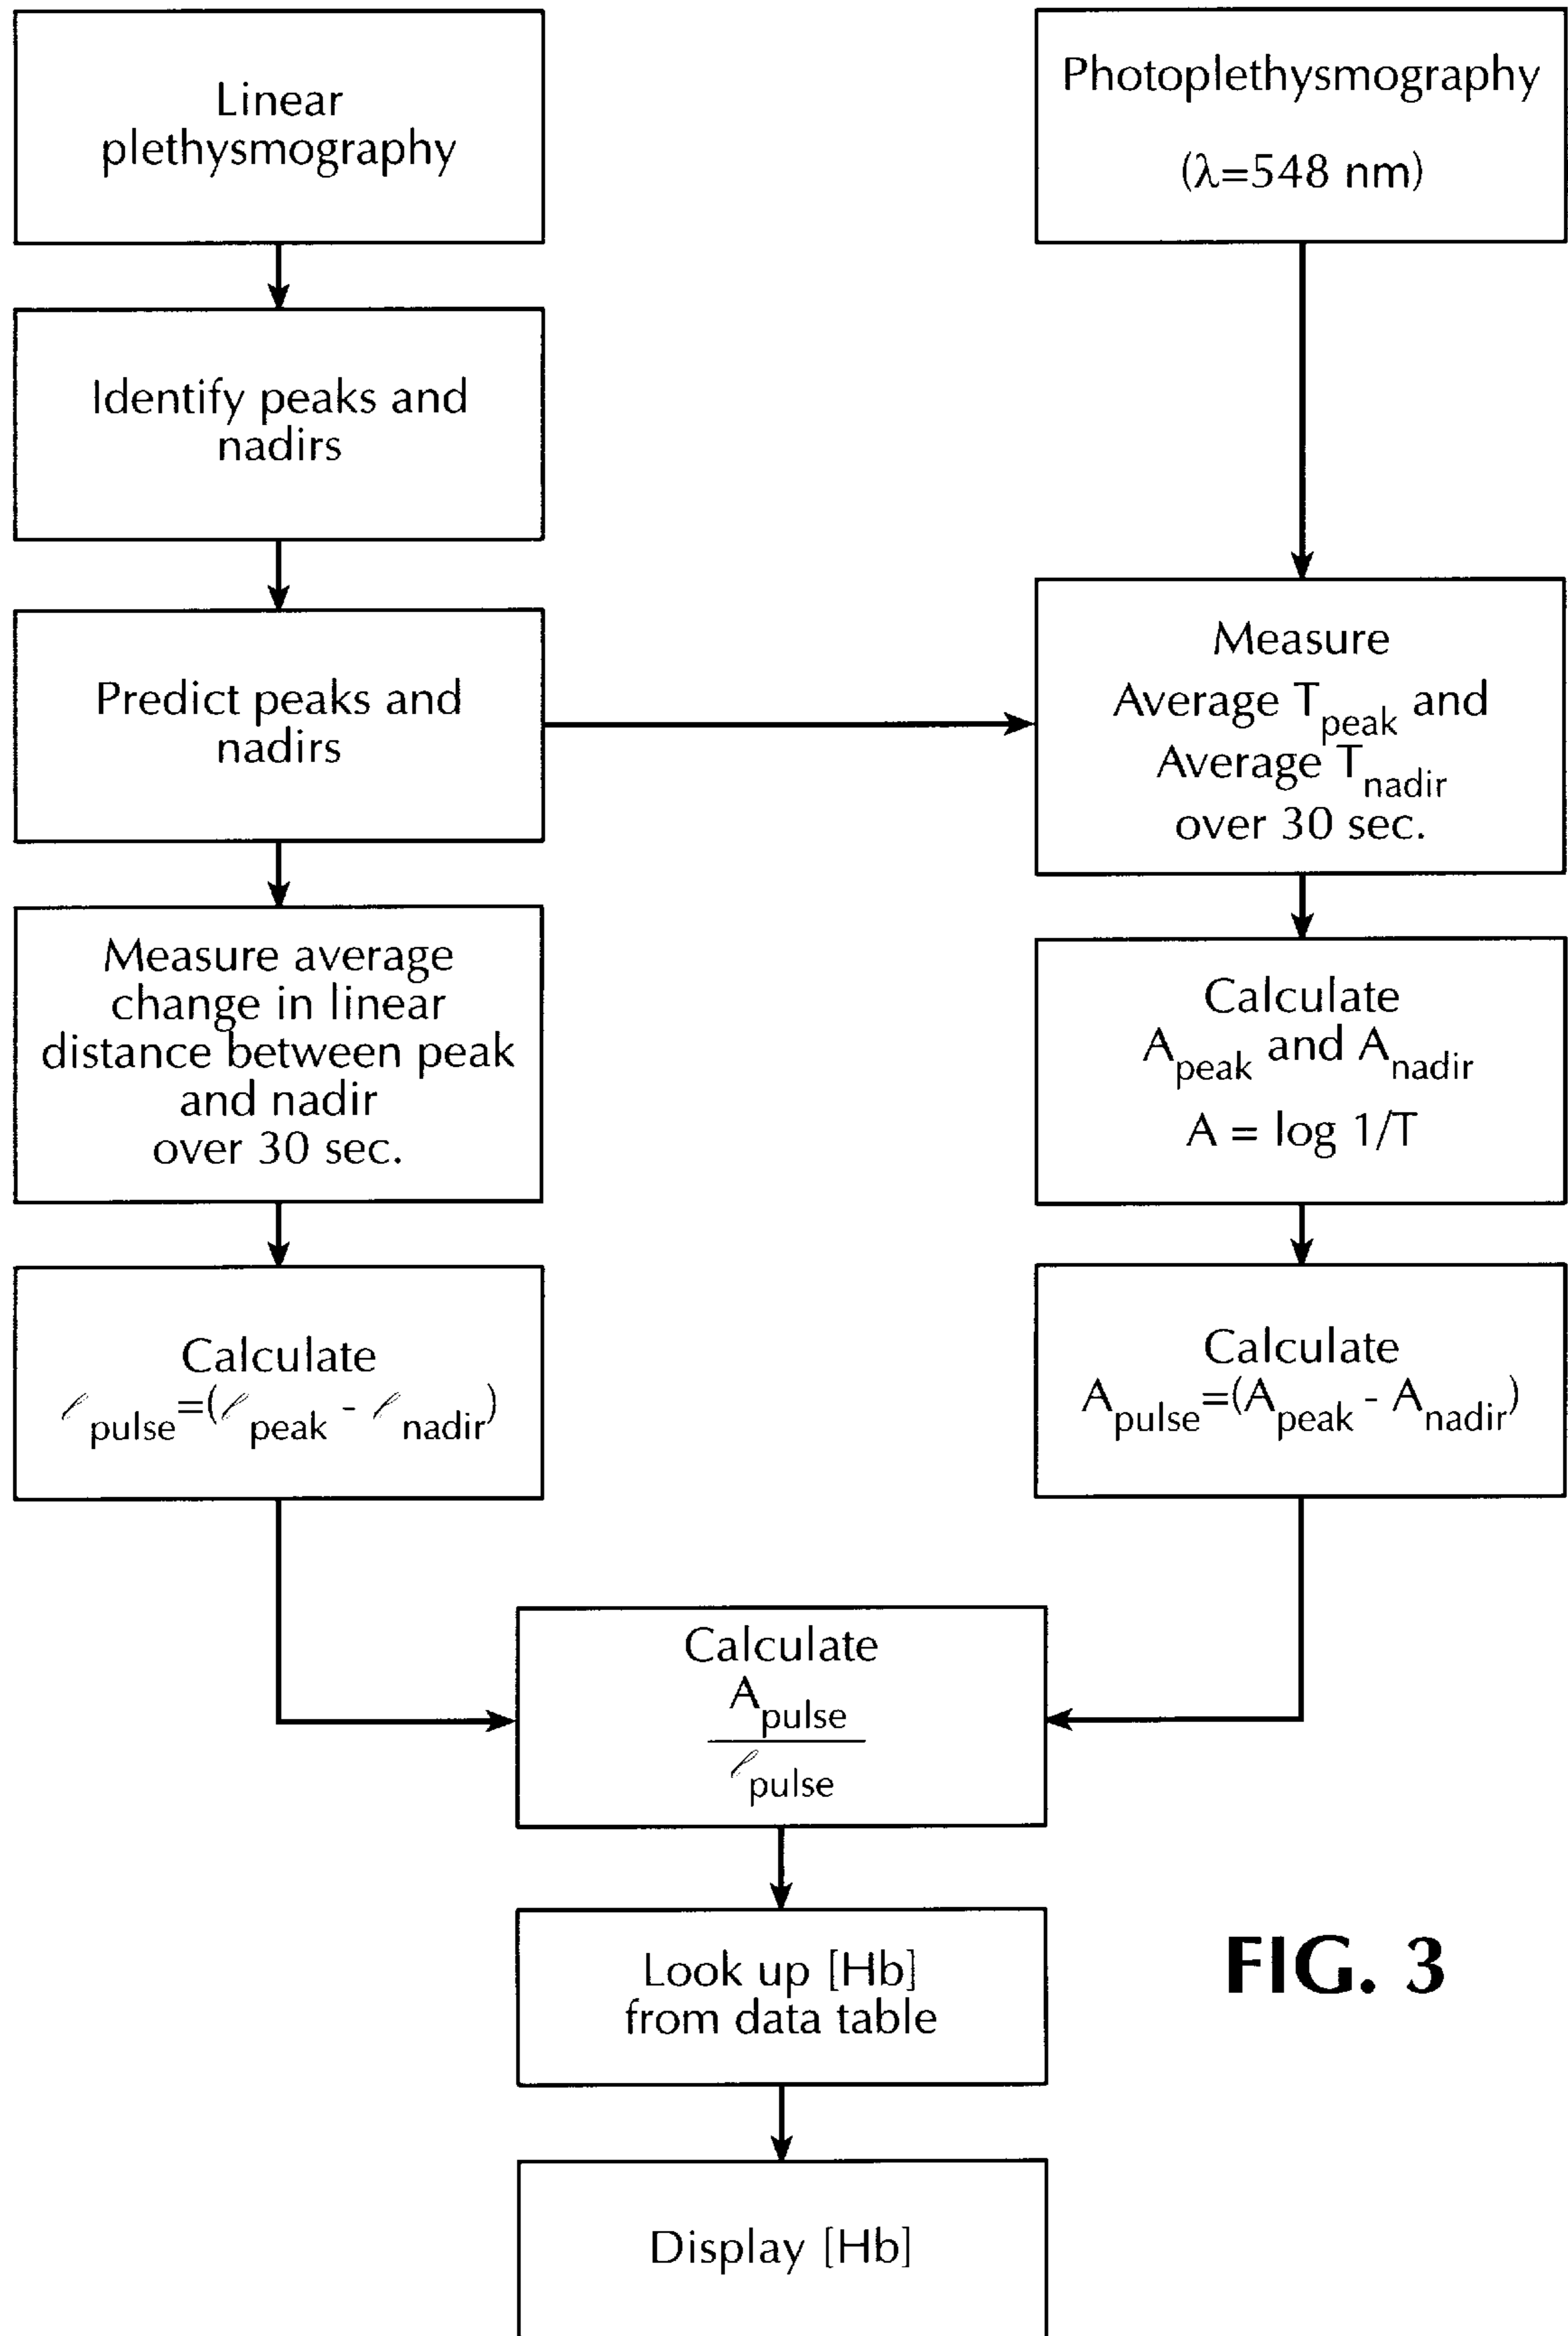 Linear
plethysmography
Identify peaks and
nadirs
Predict peaks and
nadirs
Measure average
change in linear
distance between peak
and nadir
over 30 sec.
Calculate
ℓpulse=(ℓpeak - ℓnadir)
Photoplethysmography
(λ=548 nm)
Measure
Average Tpeak and
Average Tnadir
over 30 sec.
Calculate
Apeak and Anadir
A = log 1/T
Calculate
Apulse=(Apeak - Anadir)
Calculate
Apulse
ℓpulse
Look up [Hb]
from data table
Display [Hb]
FIG. 3